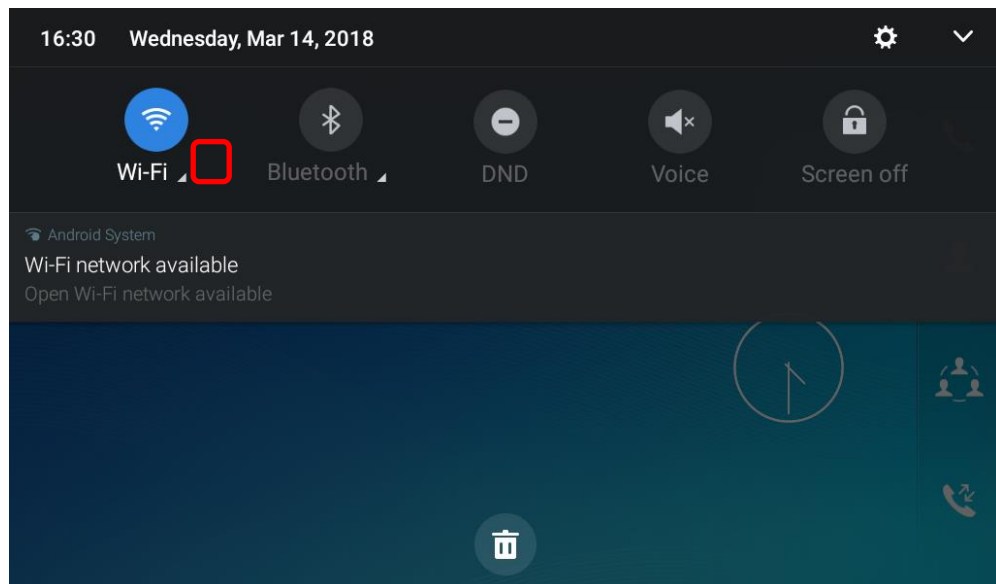 16:30 Wednesday, Mar 14, 2018
Wi-Fi Bluetooth DND Voice Screen off
Android System
Wi-Fi network available
Open Wi-Fi network available